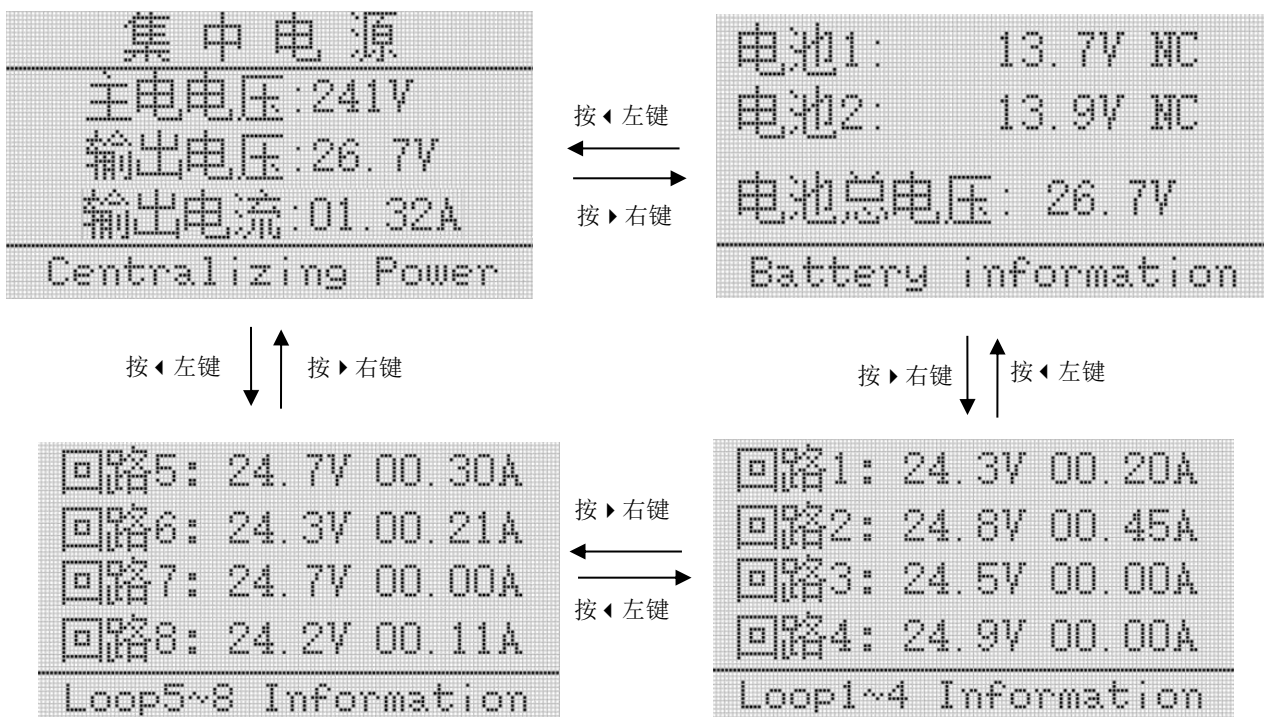 集中电源
主电电压:241V
输出电压:26.7V
输出电流:01.32A
Centralizing Power
按◀左键
按▶右键
电池1: 13.7V NC
电池2: 13.9V NC
电池总电压: 26.7V
Battery information
按◀左键
按▶右键
按▶右键
按◀左键
回路5: 24.7V 00.30A
回路6: 24.3V 00.21A
回路7: 24.7V 00.00A
回路8: 24.2V 00.11A
Loop5~8 Information
按▶右键
按◀左键
回路1: 24.3V 00.20A
回路2: 24.8V 00.45A
回路3: 24.5V 00.00A
回路4: 24.9V 00.00A
Loop1~4 Information